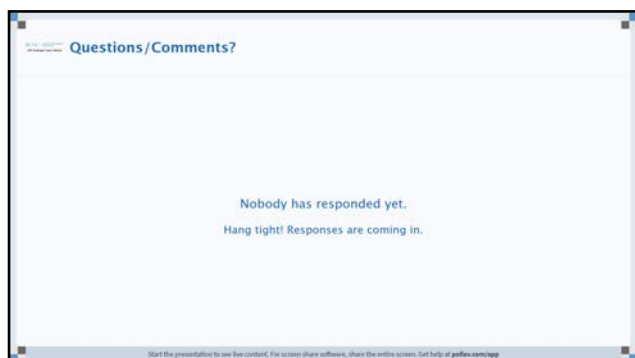 Questions/Comments?
Nobody has responded yet.
Hang tight! Responses are coming in.
Start the presentation to see live content. For screen share software, share the entire screen. Get help at pollev.com/app